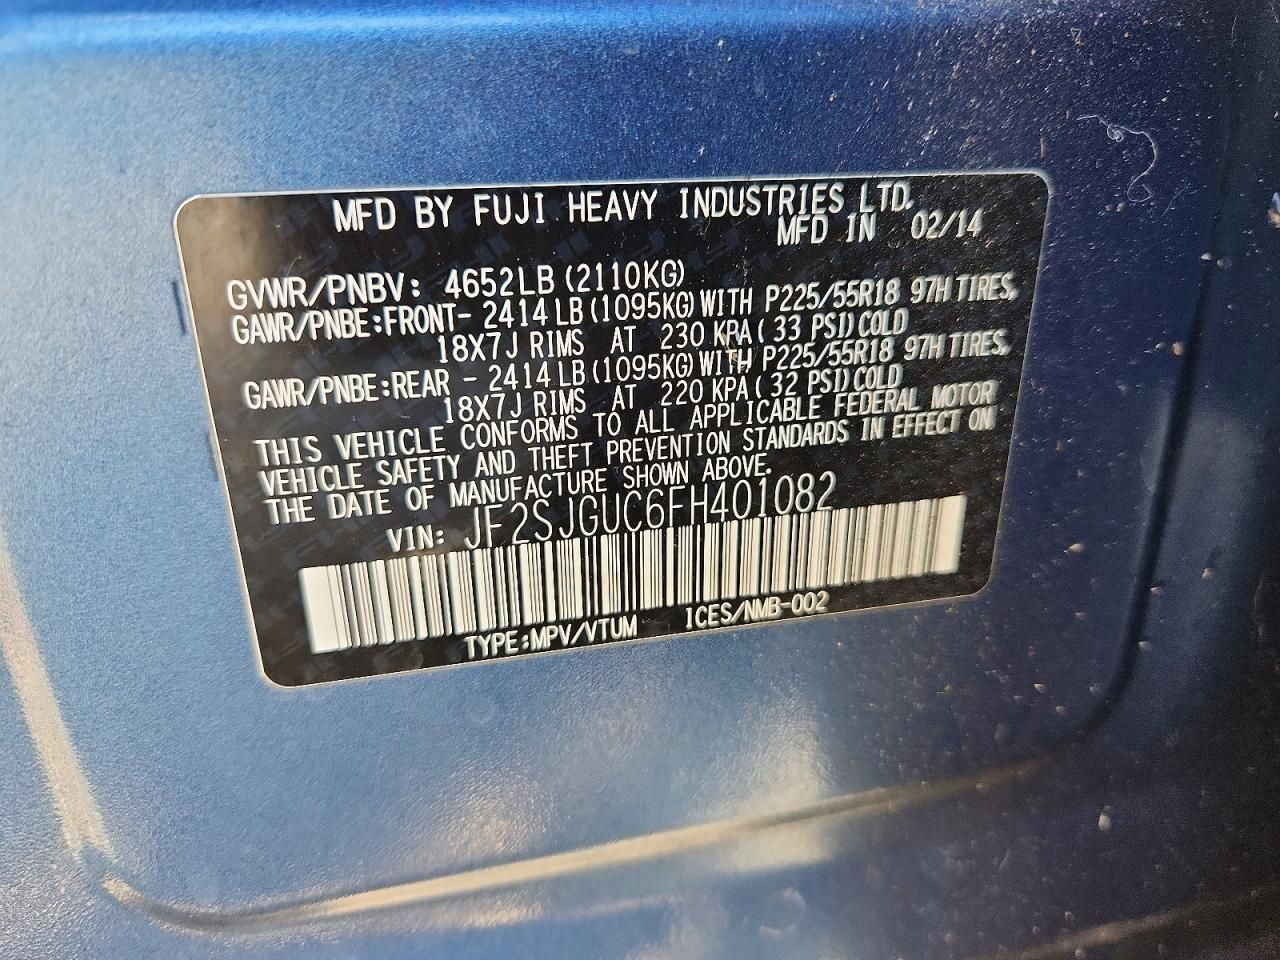 MFD BY FUJI HEAVY INDUSTRIES LTD.
MFD IN 02/14
GVWR/PNBV: 4652LB (2110KG)
GAWR/PNBE:FRONT- 2414 LB (1095KG) WITH P225/55R18 97H TIRES,
18X7J RIMS AT 230 KPA ( 33 PSI) COLD
GAWR/PNBE:REAR - 2414 LB (1095KG) WITH P225/55R18 97H TIRES,
18X7J RIMS AT 220 KPA ( 32 PSI) COLD
THIS VEHICLE CONFORMS TO ALL APPLICABLE FEDERAL MOTOR
VEHICLE SAFETY AND THEFT PREVENTION STANDARDS IN EFFECT ON
THE DATE OF MANUFACTURE SHOWN ABOVE.
VIN: JF2SJGUC6FH401082
TYPE:MPV/VTUM ICES/NMB-002